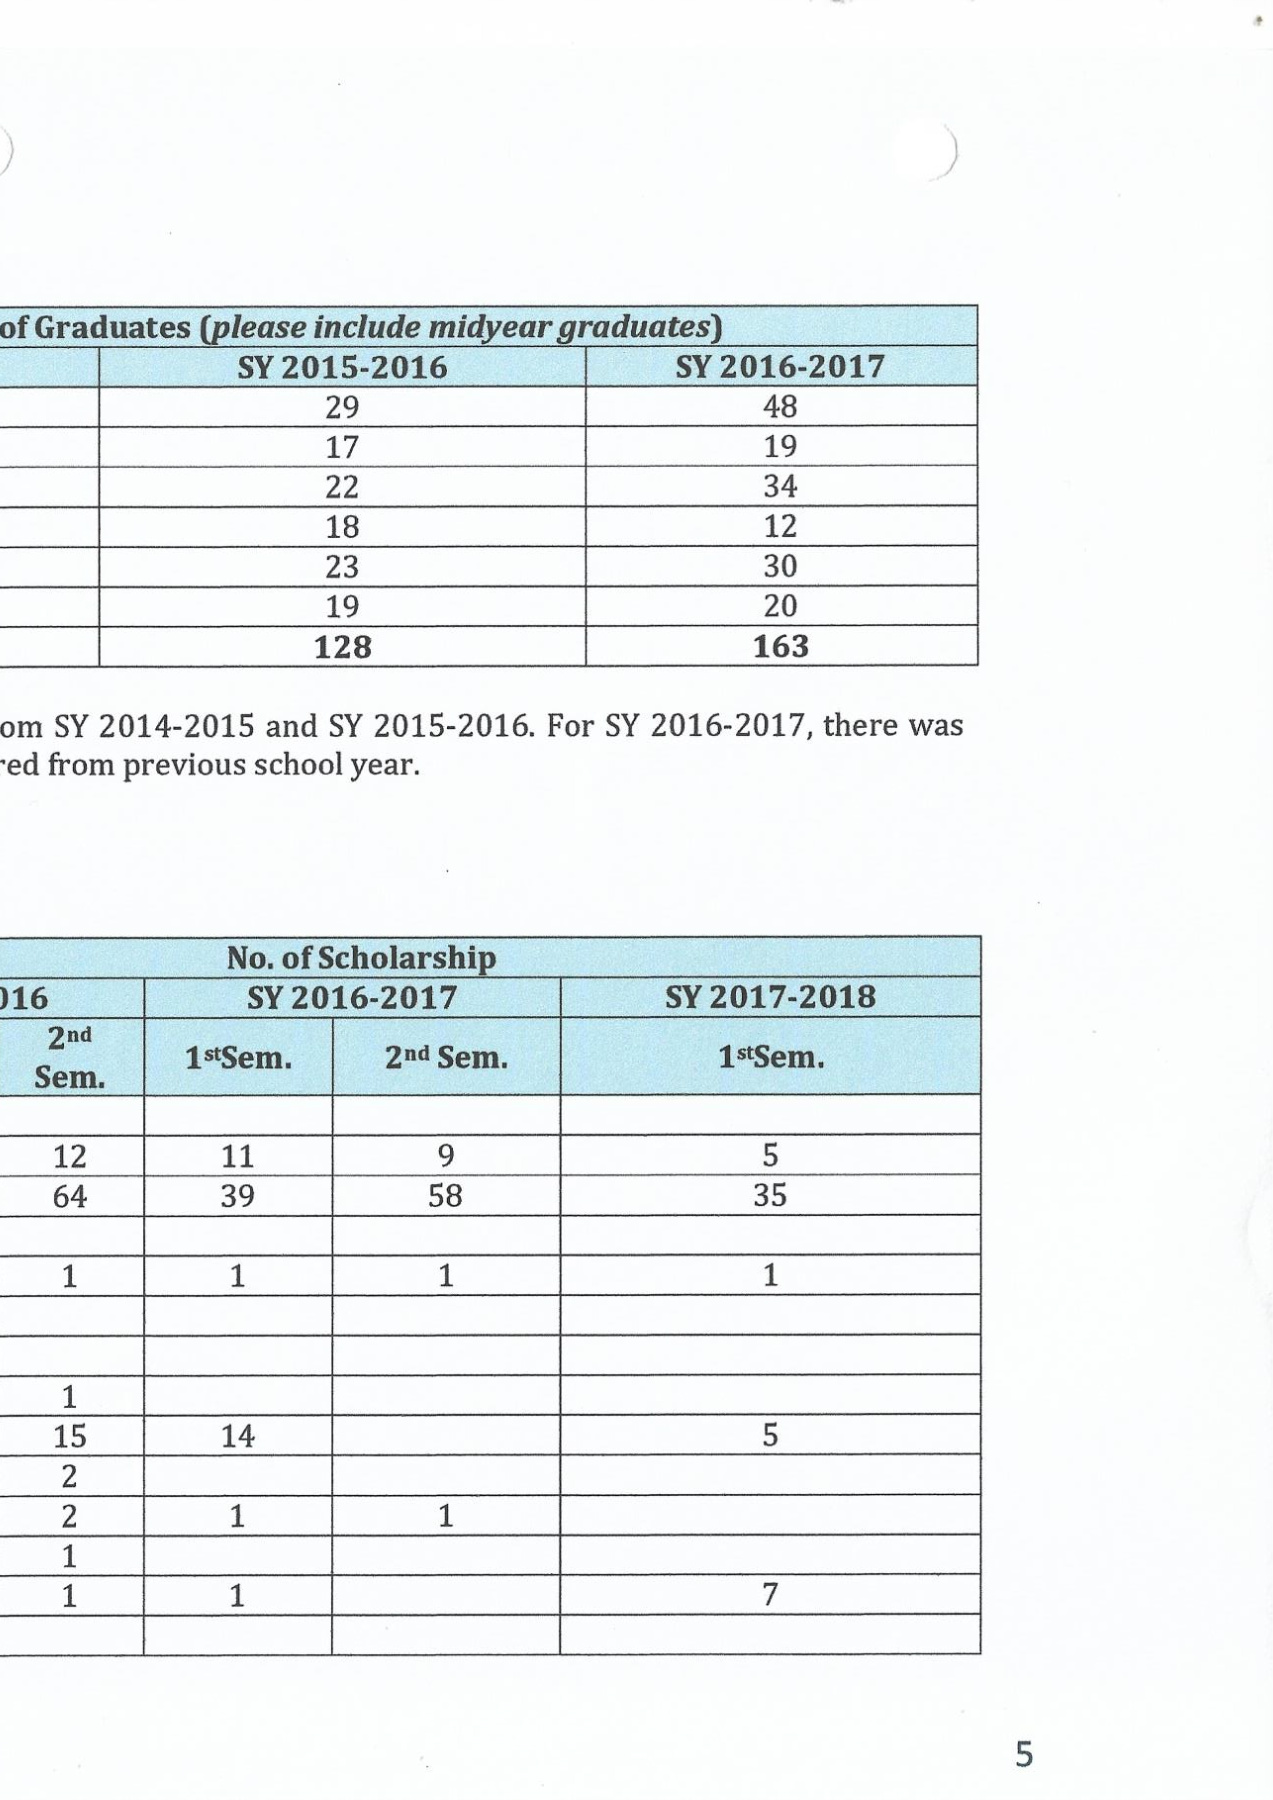 of Graduates (please include midyear graduates)
SY 2015-2016 SY 2016-2017
29 48
17 19
22 34
18 12
23 30
19 20
128 163
SY 2014-2015 and SY 2015-2016. For SY 2016-2017, there was
from previous school year.
No. of Scholarship
016 SY 2016-2017 SY 2017-2018
2nd
Sem. 1stSem. 2nd Sem. 1stSem.
12 11 9 5
64 39 58 35
1 1 1 1
1
15 14 5
2
2 1 1
1
1 1 7
5